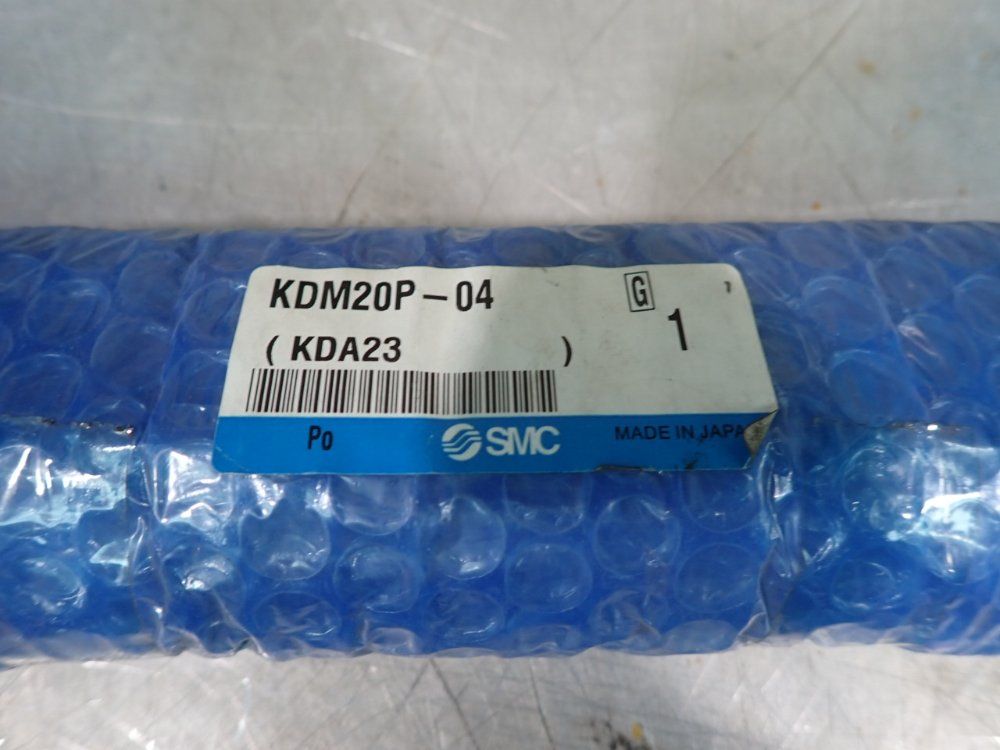 KDM20P-04 G
( KDA23 ) 1
Po SMC MADE IN JAPA